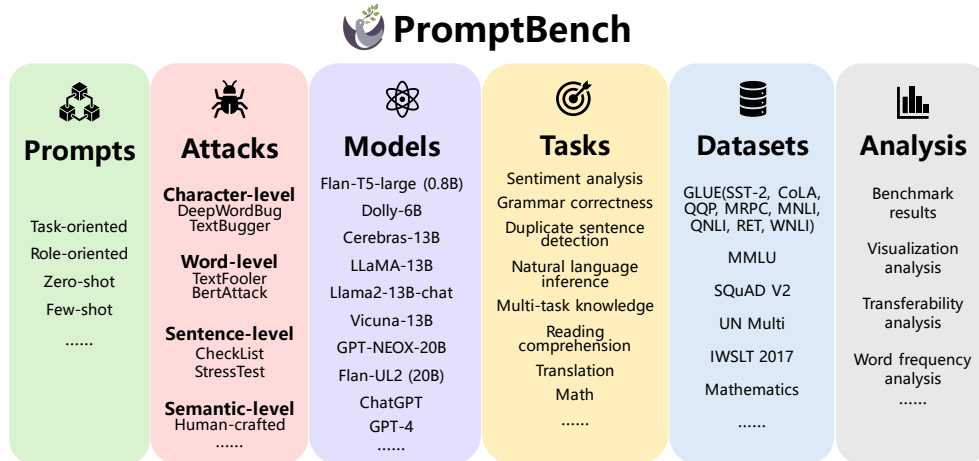 PromptBench
Prompts
Task-oriented
Role-oriented
Zero-shot
Few-shot
......
Attacks
Character-level
DeepWordBug
TextBugger
Word-level
TextFooler
BertAttack
Sentence-level
CheckList
StressTest
Semantic-level
Human-crafted
......
Models
Flan-T5-large (0.8B)
Dolly-6B
Cerebras-13B
LLaMA-13B
Llama2-13B-chat
Vicuna-13B
GPT-NEOX-20B
Flan-UL2 (20B)
ChatGPT
GPT-4
Tasks
Sentiment analysis
Grammar correctness
Duplicate sentence
detection
Natural language
inference
Multi-task knowledge
Reading
comprehension
Translation
Math
......
Datasets
GLUE(SST-2, CoLA,
QQP, MRPC, MNLI,
QNLI, RET, WNLI)
MMLU
SQuAD V2
UN Multi
IWSLT 2017
Mathematics
......
Analysis
Benchmark
results
Visualization
analysis
Transferability
analysis
Word frequency
analysis
......